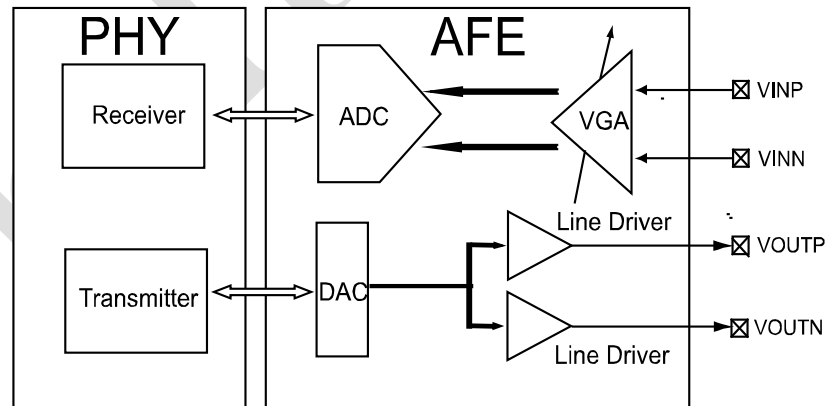 PHY
AFE
Receiver
ADC
VGA
VINP
VINN
Line Driver
VOUTP
Transmitter
DAC
VOUTN
Line Driver